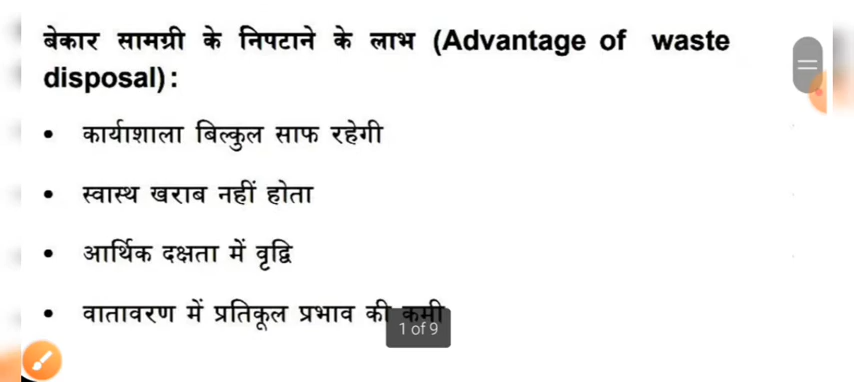 बेकार सामग्री के निपटाने के लाभ (Advantage of waste
disposal) :
• कार्याशाला बिल्कुल साफ रहेगी
• स्वास्थ खराब नहीं होता
• आर्थिक दक्षता में वृद्वि
• वातावरण में प्रतिकूल प्रभाव की कमी
1 of 9